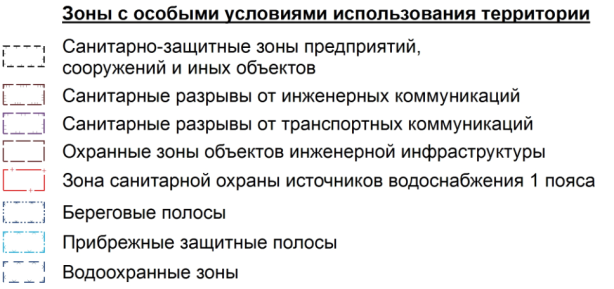 Зоны с особыми условиями использования территории
Санитарно-защитные зоны предприятий,
сооружений и иных объектов
Санитарные разрывы от инженерных коммуникаций
Санитарные разрывы от транспортных коммуникаций
Охранные зоны объектов инженерной инфраструктуры
Зона санитарной охраны источников водоснабжения 1 пояса
Береговые полосы
Прибрежные защитные полосы
Водоохранные зоны